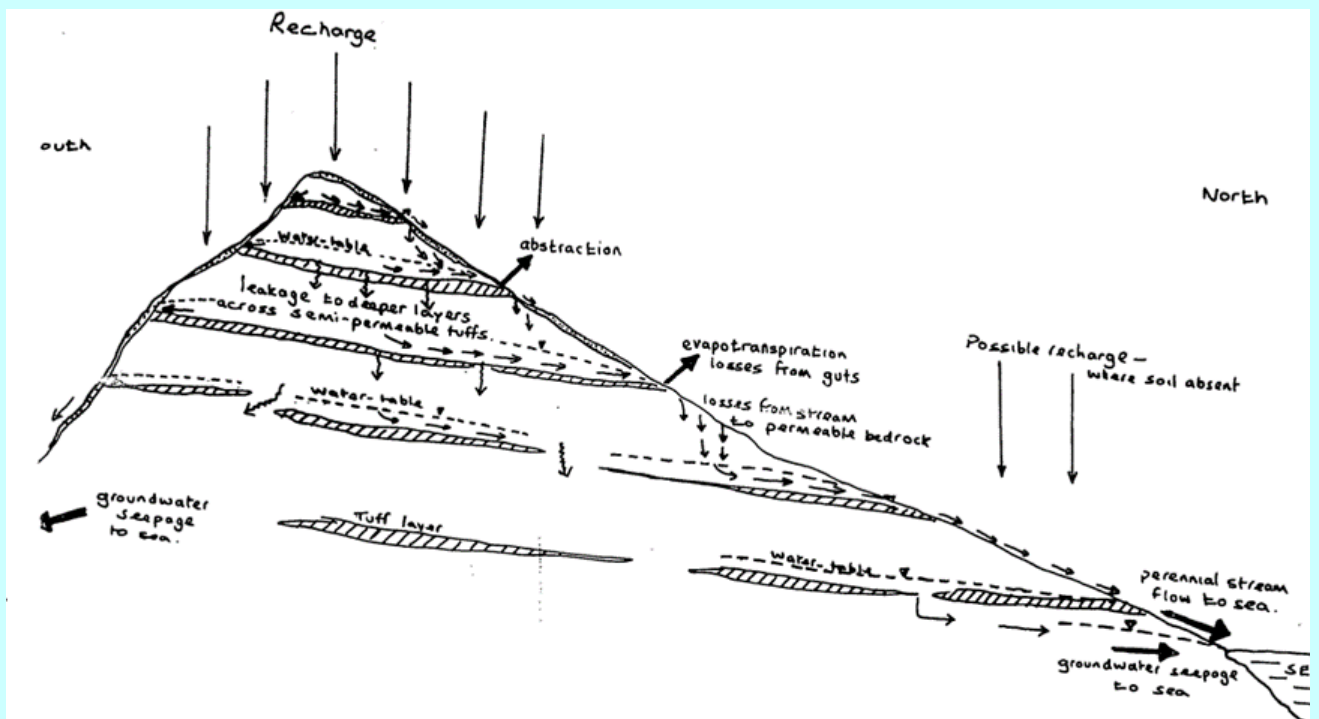 Recharge
outh
North
abstraction
water-table
leakage to deeper layers
across semi-permeable tuffs.
evapotranspiration
losses from guts
Possible recharge –
where soil absent
water-table
losses from stream
to permeable bedrock
groundwater
seepage
to sea.
Tuff layer
water-table
perennial stream
flow to sea.
groundwater seepage
to sea
SE